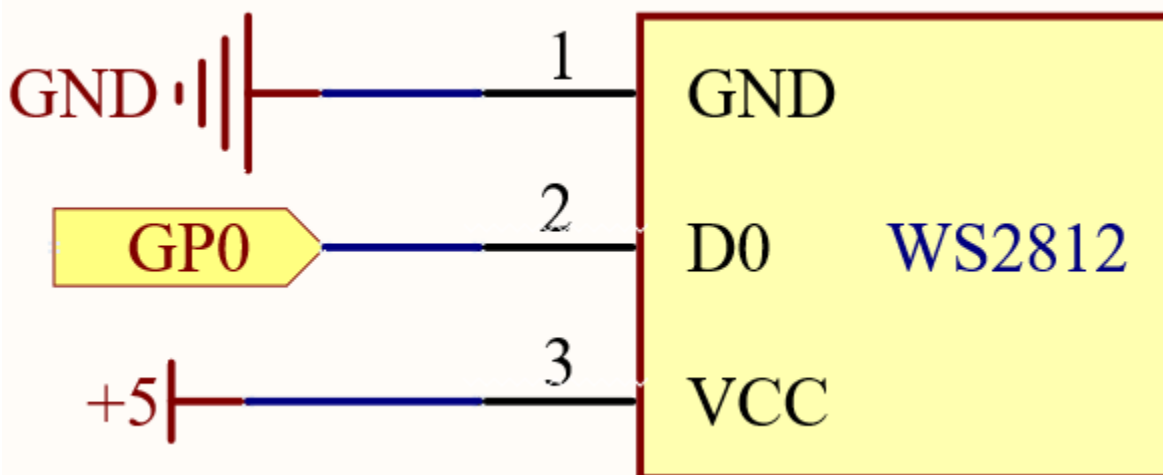 1
GND GND
2
GP0 D0 WS2812
3
+5 VCC